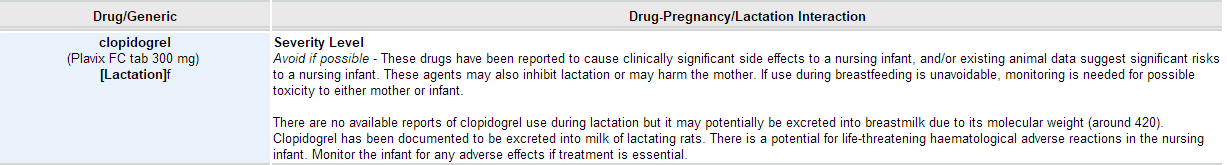 Drug/Generic
Drug-Pregnancy/Lactation Interaction
clopidogrel
(Plavix FC tab 300 mg)
[Lactation]f
Severity Level
Avoid if possible - These drugs have been reported to cause clinically significant side effects to a nursing infant, and/or existing animal data suggest significant risks
to a nursing infant. These agents may also inhibit lactation or may harm the mother. If use during breastfeeding is unavoidable, monitoring is needed for possible
toxicity to either mother or infant.
There are no available reports of clopidogrel use during lactation but it may potentially be excreted into breastmilk due to its molecular weight (around 420).
Clopidogrel has been documented to be excreted into milk of lactating rats. There is a potential for life-threatening haematological adverse reactions in the nursing
infant. Monitor the infant for any adverse effects if treatment is essential.